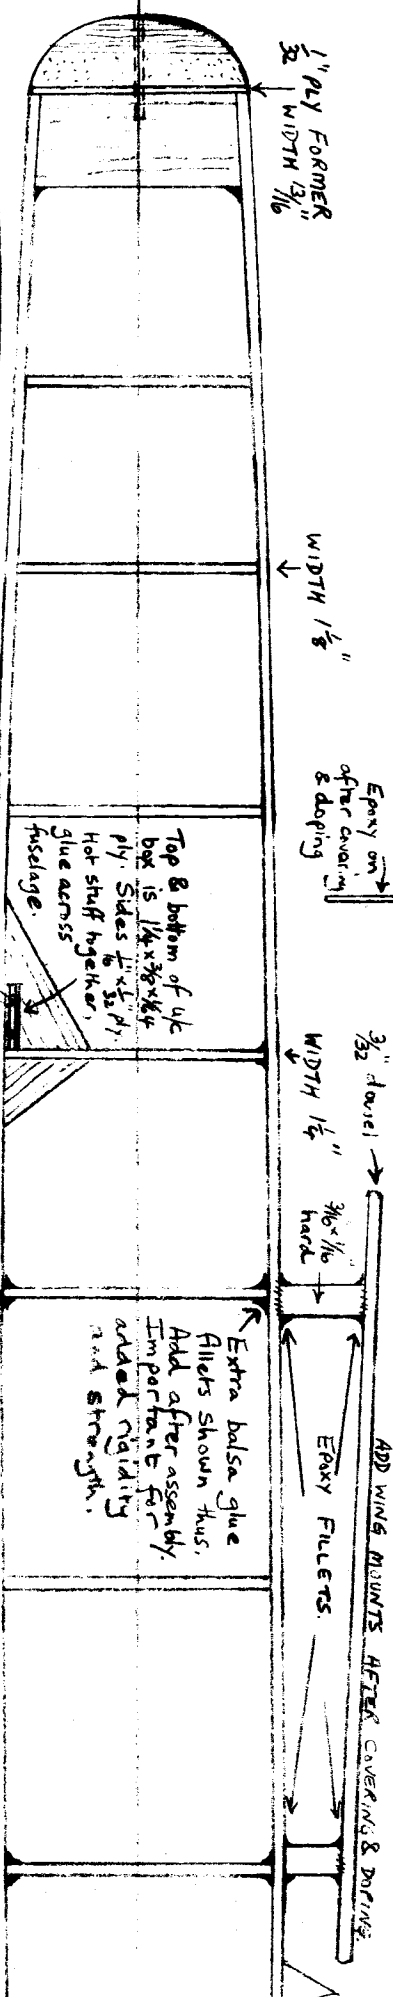 1/32" PLY FORMER
WIDTH 13/16"
WIDTH 1 1/8"
Epoxy on
after covering
& doping
Top & bottom of u/c
box is 1 1/4 x 3/8 x 1/64
ply. Sides 1/16" x 1/32" ply.
Hot stuff together,
glue across
fuselage.
WIDTH 1 1/4"
3/32" dowel
3/16 x 1/16"
hard
Extra balsa glue
fillets shown thus.
Add after assembly.
Important for
added rigidity
and strength.
EPOXY FILLETS.
ADD WING MOUNTS AFTER COVERING & DOPING.